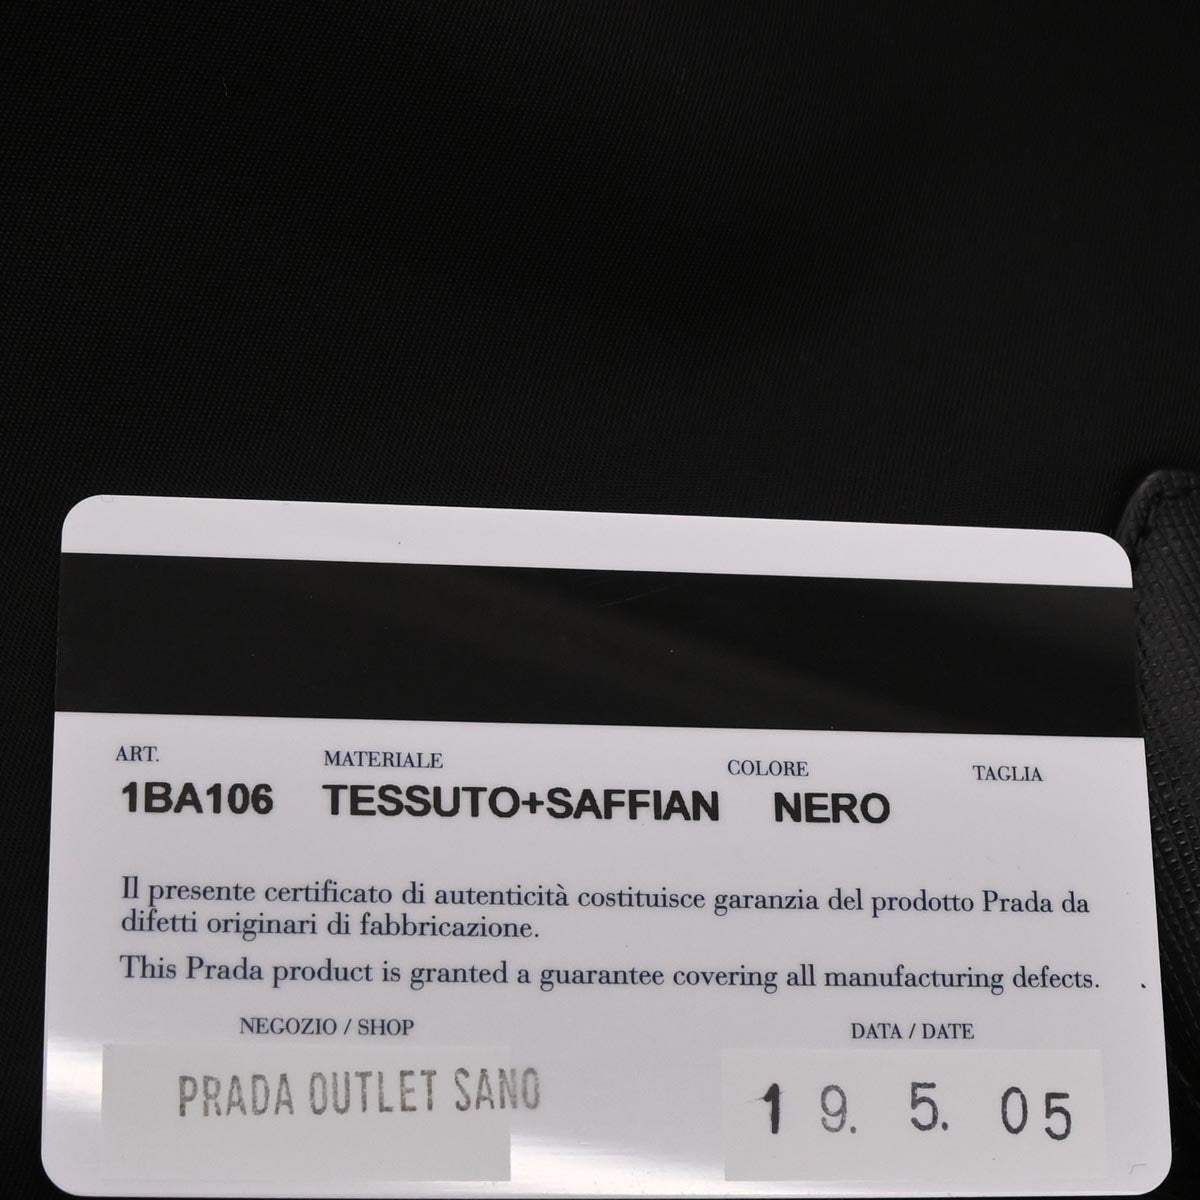 ART. MATERIALE COLORE TAGLIA
1BA106 TESSUTO+SAFFIAN NERO
Il presente certificato di autenticità costituisce garanzia del prodotto Prada da
difetti originari di fabbricazione.
This Prada product is granted a guarantee covering all manufacturing defects.
NEGOZIO / SHOP DATA / DATE
PRADA OUTLET SANO 19. 5. 05